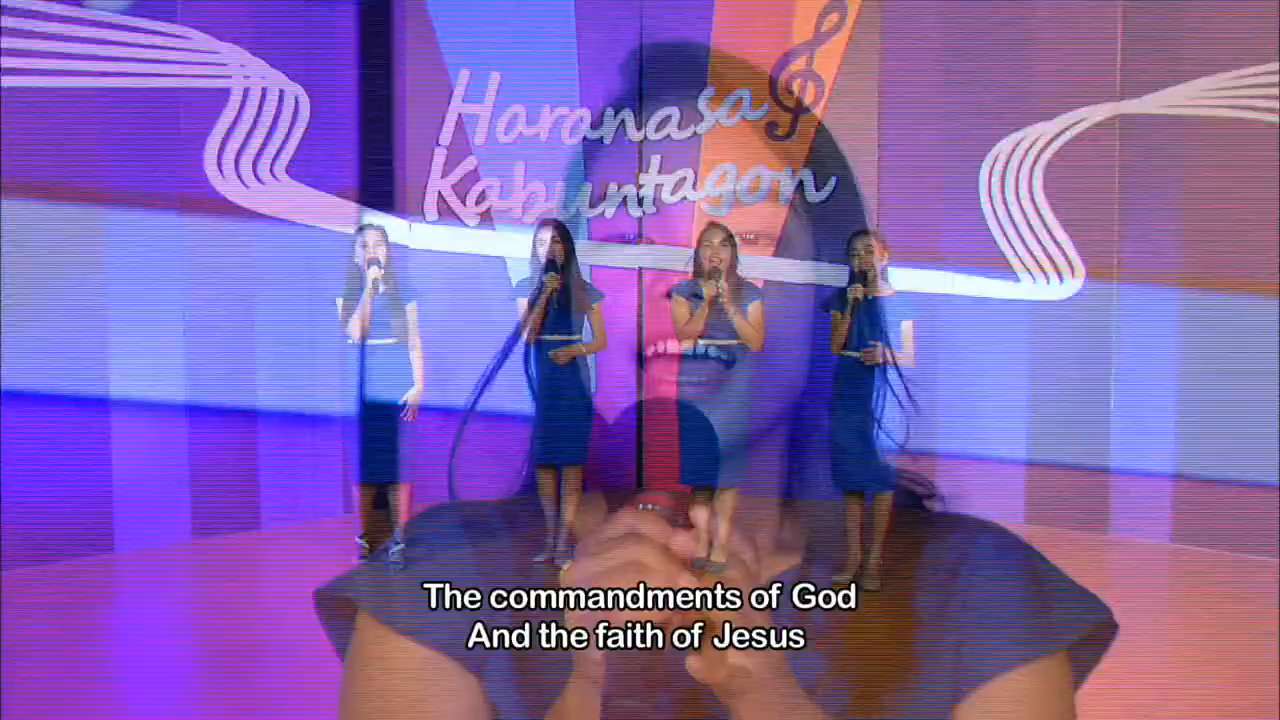 Harana sa
Kabuntagon
The commandments of God
And the faith of Jesus